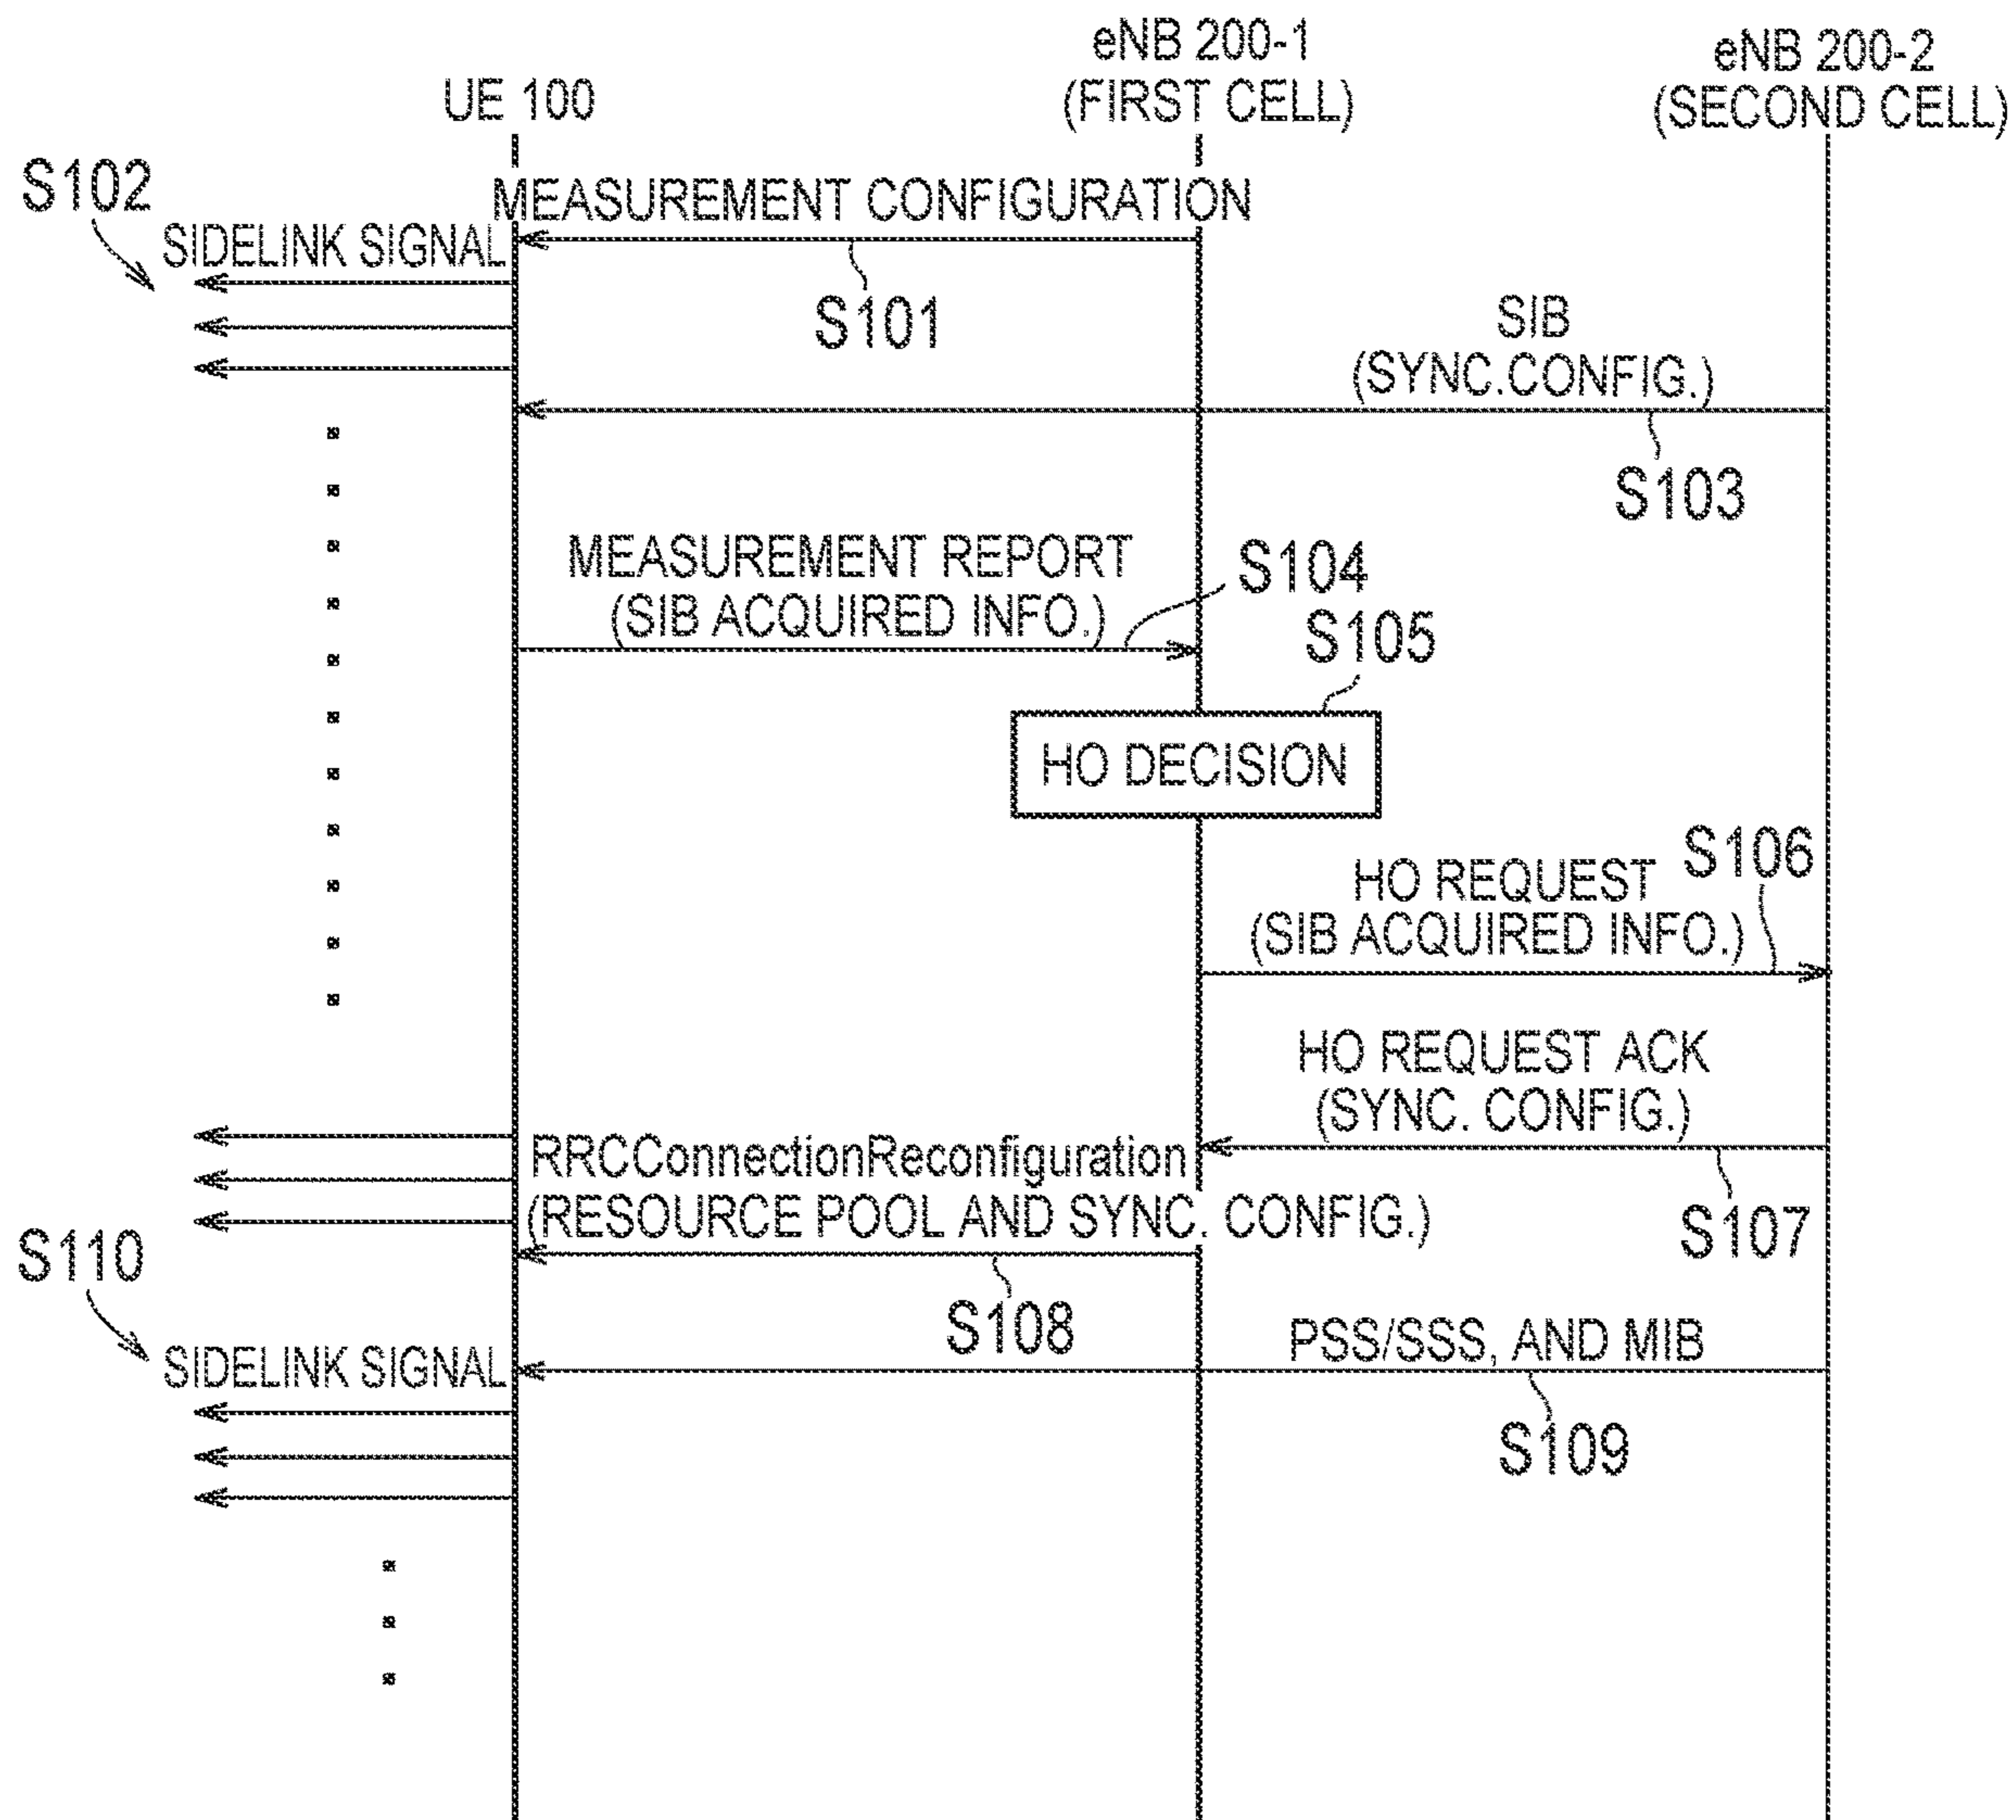 UE 100
eNB 200-1
(FIRST CELL)
eNB 200-2
(SECOND CELL)
S102
MEASUREMENT CONFIGURATION
SIDELINK SIGNAL
S101
SIB
(SYNC.CONFIG.)
S103
MEASUREMENT REPORT
(SIB ACQUIRED INFO.)
S104
S105
HO DECISION
S106
HO REQUEST
(SIB ACQUIRED INFO.)
HO REQUEST ACK
(SYNC. CONFIG.)
S107
RRCConnectionReconfiguration
(RESOURCE POOL AND SYNC. CONFIG.)
S108
S110
SIDELINK SIGNAL
PSS/SSS, AND MIB
S109